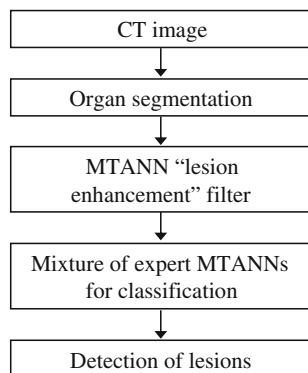 CT image
Organ segmentation
MTANN “lesion
enhancement” filter
Mixture of expert MTANNs
for classification
Detection of lesions